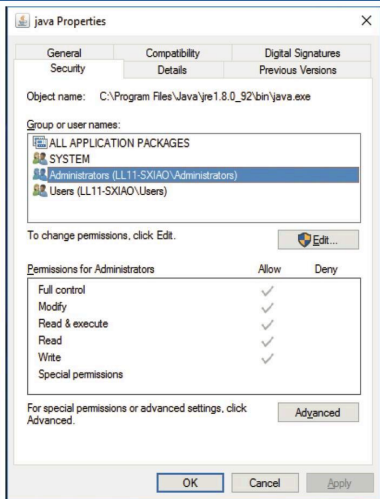 java Properties
General Compatibility Digital Signatures
Security Details Previous Versions
Object name: C:\Program Files\Java\jre1.8.0_92\bin\java.exe
Group or user names:
ALL APPLICATION PACKAGES
SYSTEM
Administrators (LL11-SXIAO\Administrators)
Users (LL11-SXIAO\Users)
To change permissions, click Edit.
Edit...
Permissions for Administrators Allow Deny
Full control
Modify
Read & execute
Read
Write
Special permissions
For special permissions or advanced settings, click
Advanced.
Advanced
OK Cancel Apply